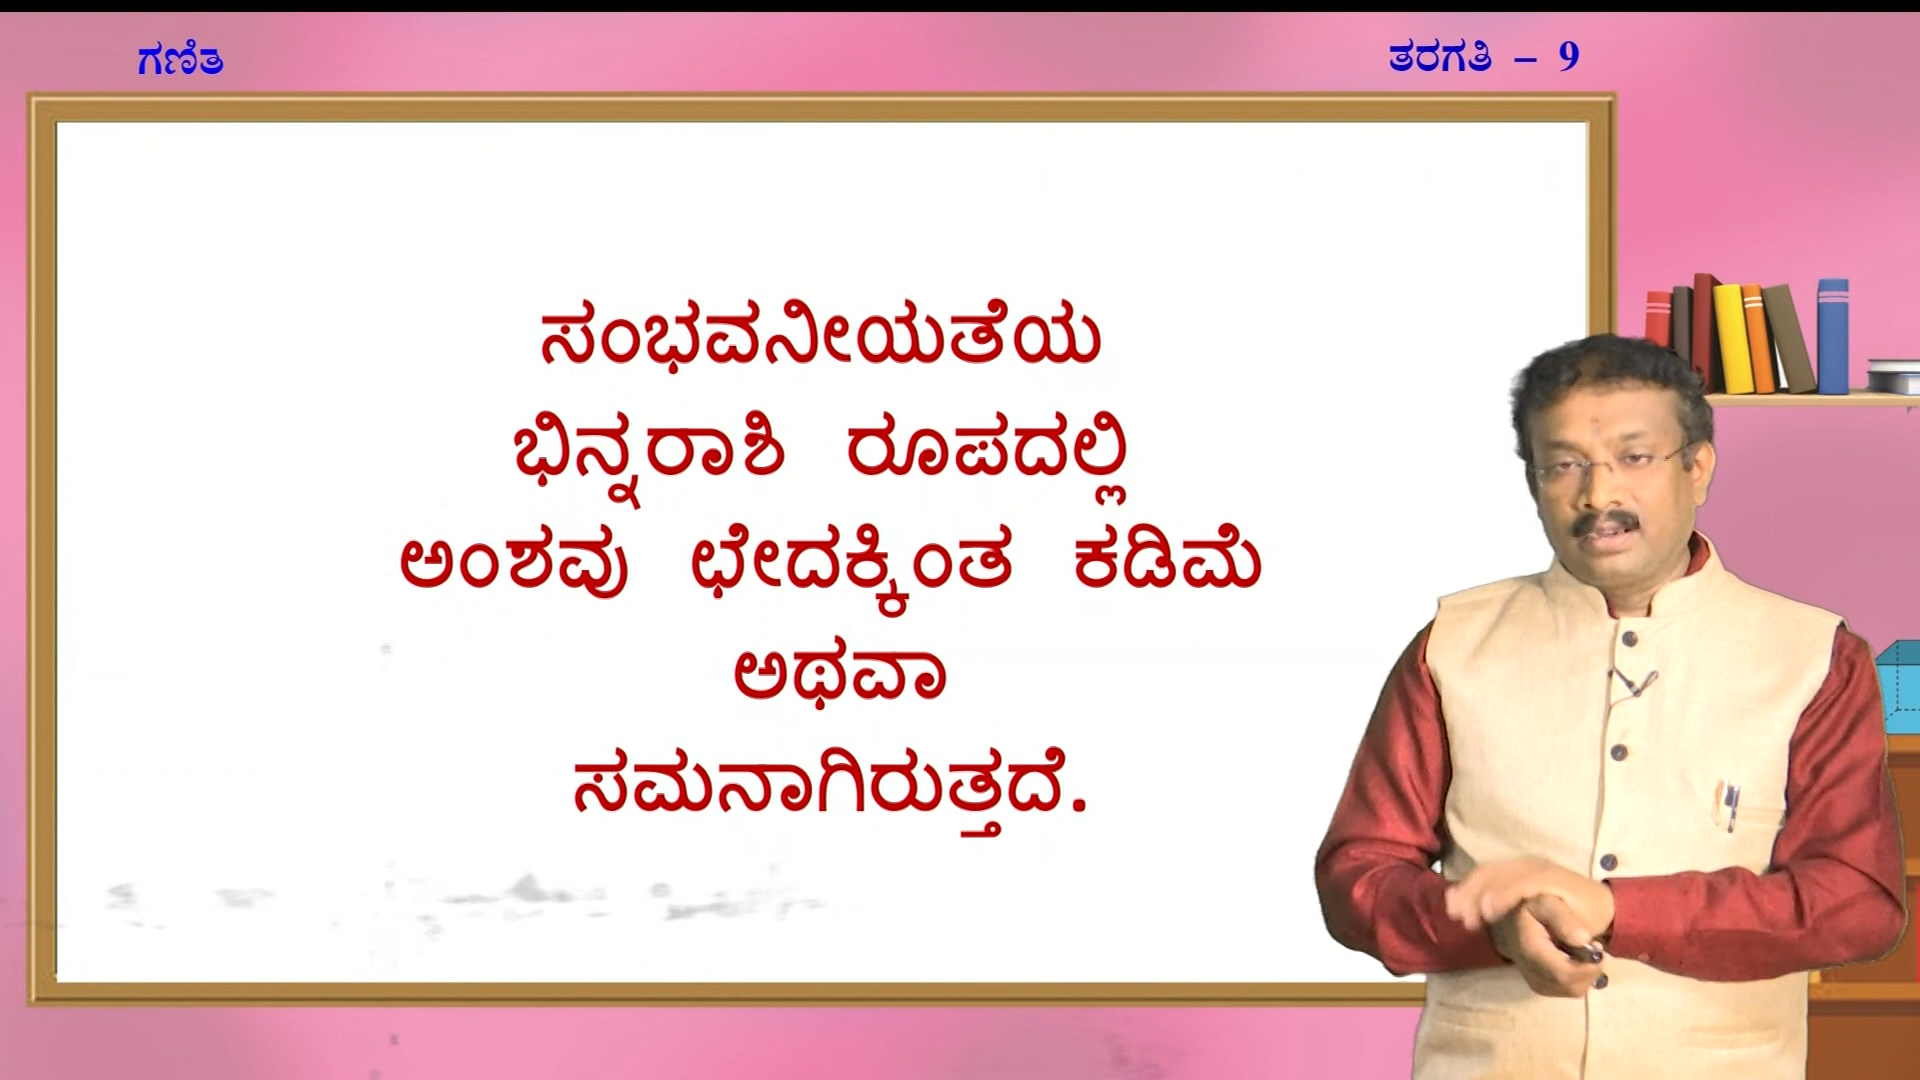 ಗಣಿತ
ತರಗತಿ – 9
ಸಂಭವನೀಯತೆಯ
ಭಿನ್ನರಾಶಿ ರೂಪದಲ್ಲಿ
ಅಂಶವು ಛೇದಕ್ಕಿಂತ ಕಡಿಮೆ
ಅಥವಾ
ಸಮನಾಗಿರುತ್ತದೆ.